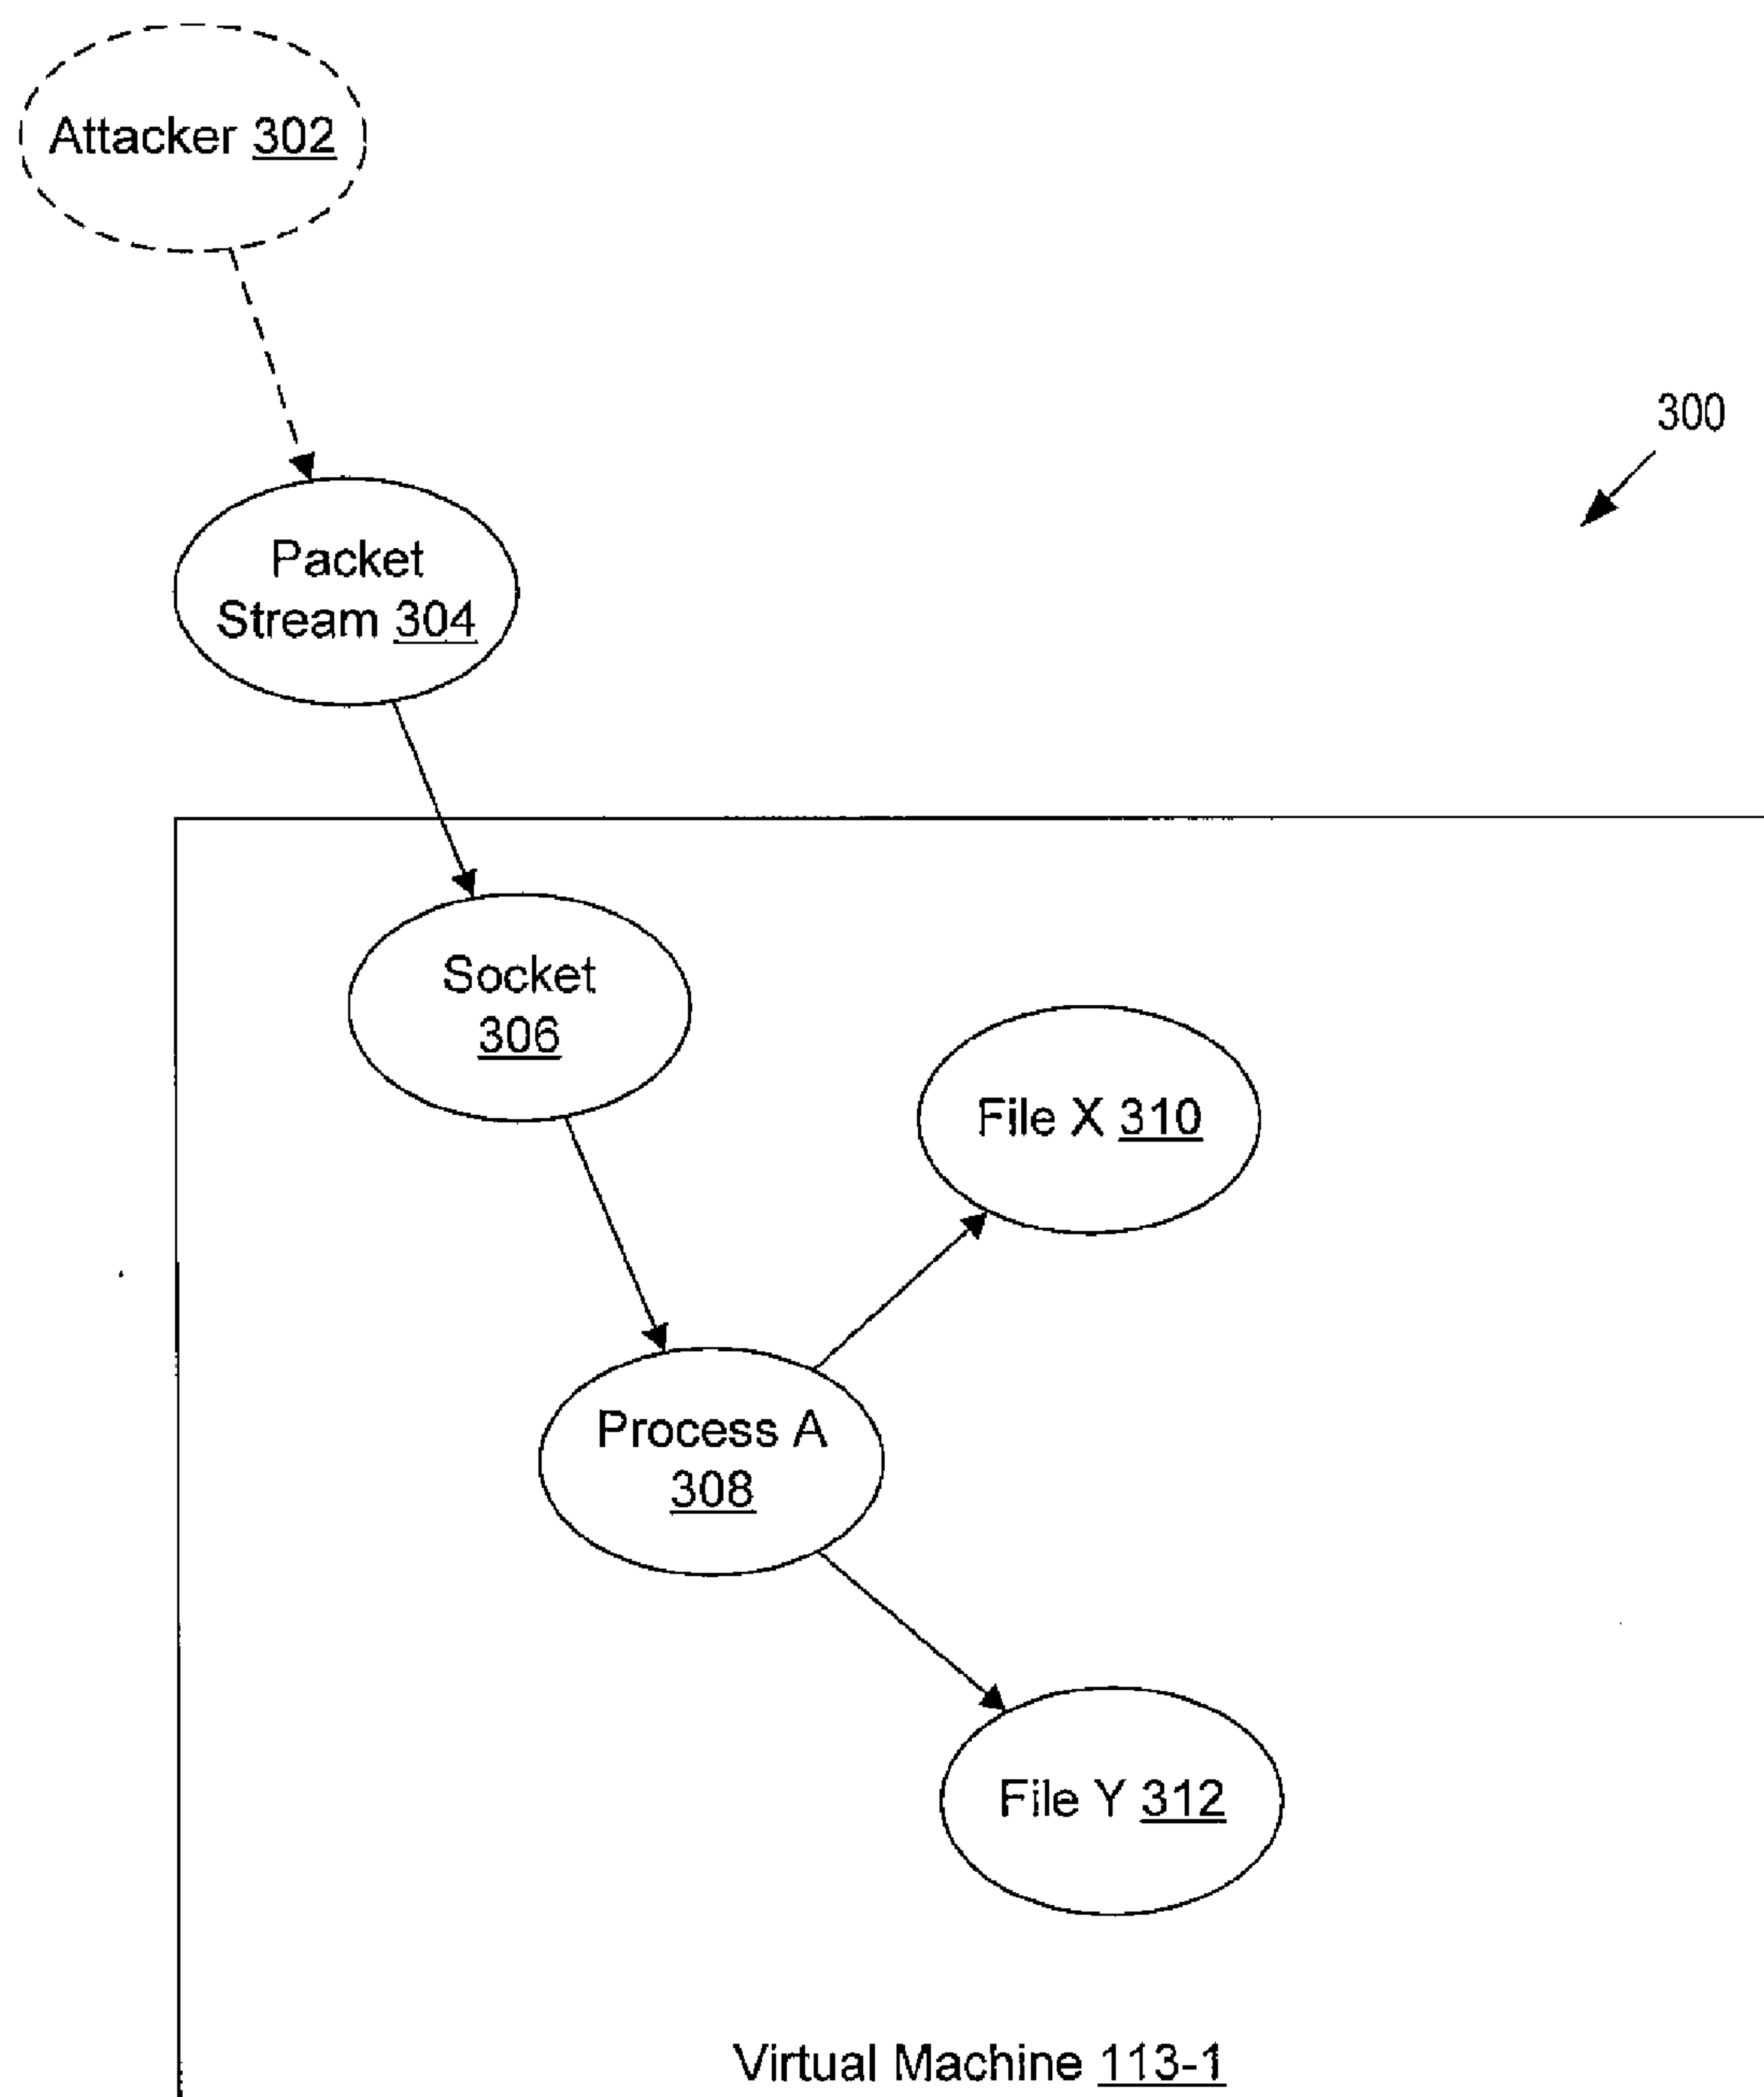 Attacker 302
300
Packet
Stream 304
Socket
306
File X 310
Process A
308
File Y 312
Virtual Machine 113-1